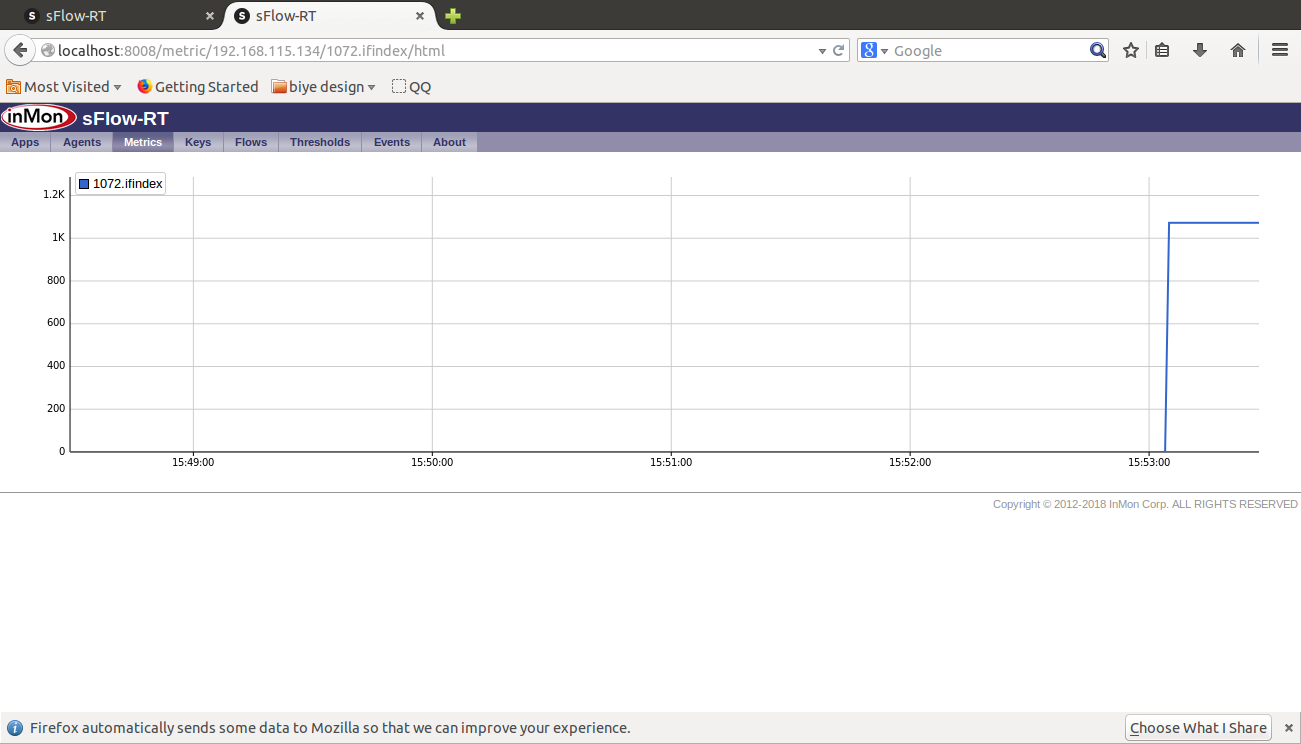 sFlow-RT
sFlow-RT
localhost:8008/metric/192.168.115.134/1072.ifindex/html
Google
Most Visited
Getting Started
biye design
QQ
inMon sFlow-RT
Apps
Agents
Metrics
Keys
Flows
Thresholds
Events
About
1072.ifindex
1.2K
1K
800
600
400
200
0
15:49:00
15:50:00
15:51:00
15:52:00
15:53:00
Copyright © 2012-2018 InMon Corp. ALL RIGHTS RESERVED
Firefox automatically sends some data to Mozilla so that we can improve your experience.
Choose What I Share